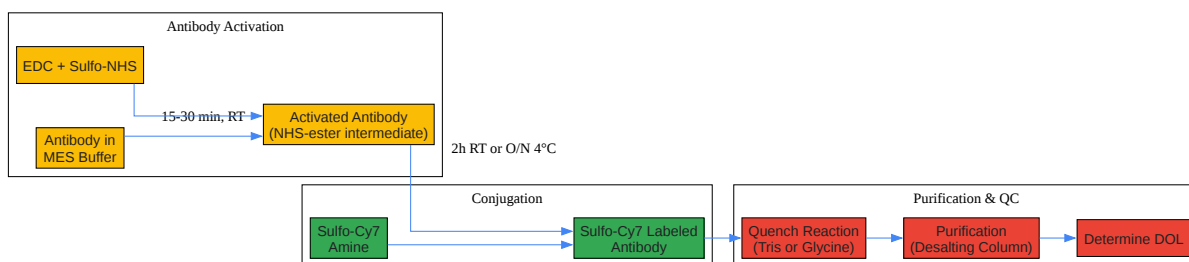 Antibody Activation
EDC + Sulfo-NHS
15-30 min, RT
Activated Antibody
(NHS-ester intermediate)
Antibody in
MES Buffer
2h RT or O/N 4°C
Conjugation
Sulfo-Cy7
Amine
Sulfo-Cy7 Labeled
Antibody
Purification & QC
Quench Reaction
(Tris or Glycine)
Purification
(Desalting Column)
Determine DOL